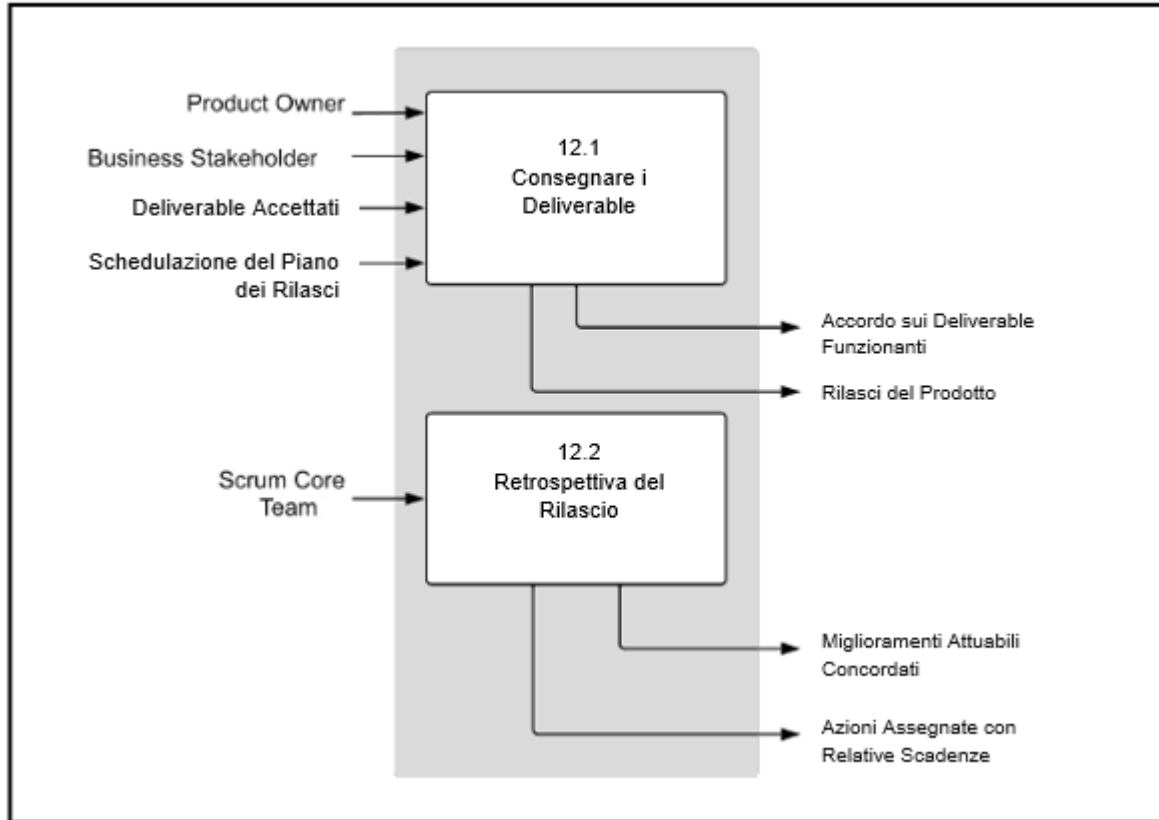 Product Owner
Business Stakeholder
Deliverable Accettati
Schedulazione del Piano
dei Rilasci
12.1
Consegnare i
Deliverable
Accordo sui Deliverable
Funzionanti
Rilasci del Prodotto
Scrum Core
Team
12.2
Retrospettiva del
Rilascio
Miglioramenti Attuabili
Concordati
Azioni Assegnate con
Relative Scadenze